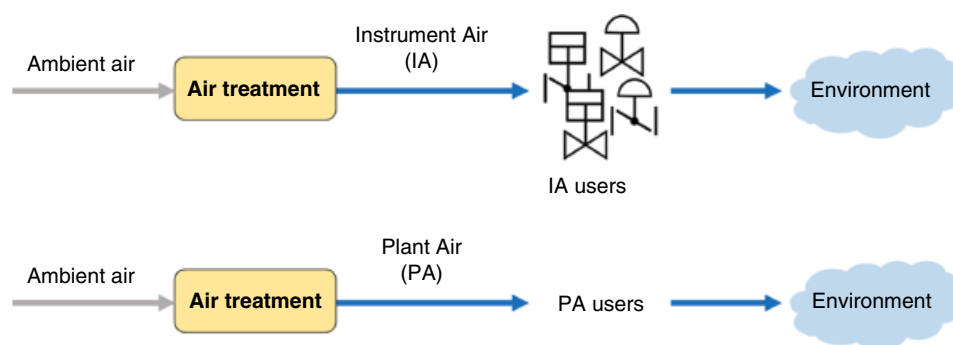 Ambient air
Air treatment
Instrument Air
(IA)
IA users
Environment
Ambient air
Air treatment
Plant Air
(PA)
PA users
Environment